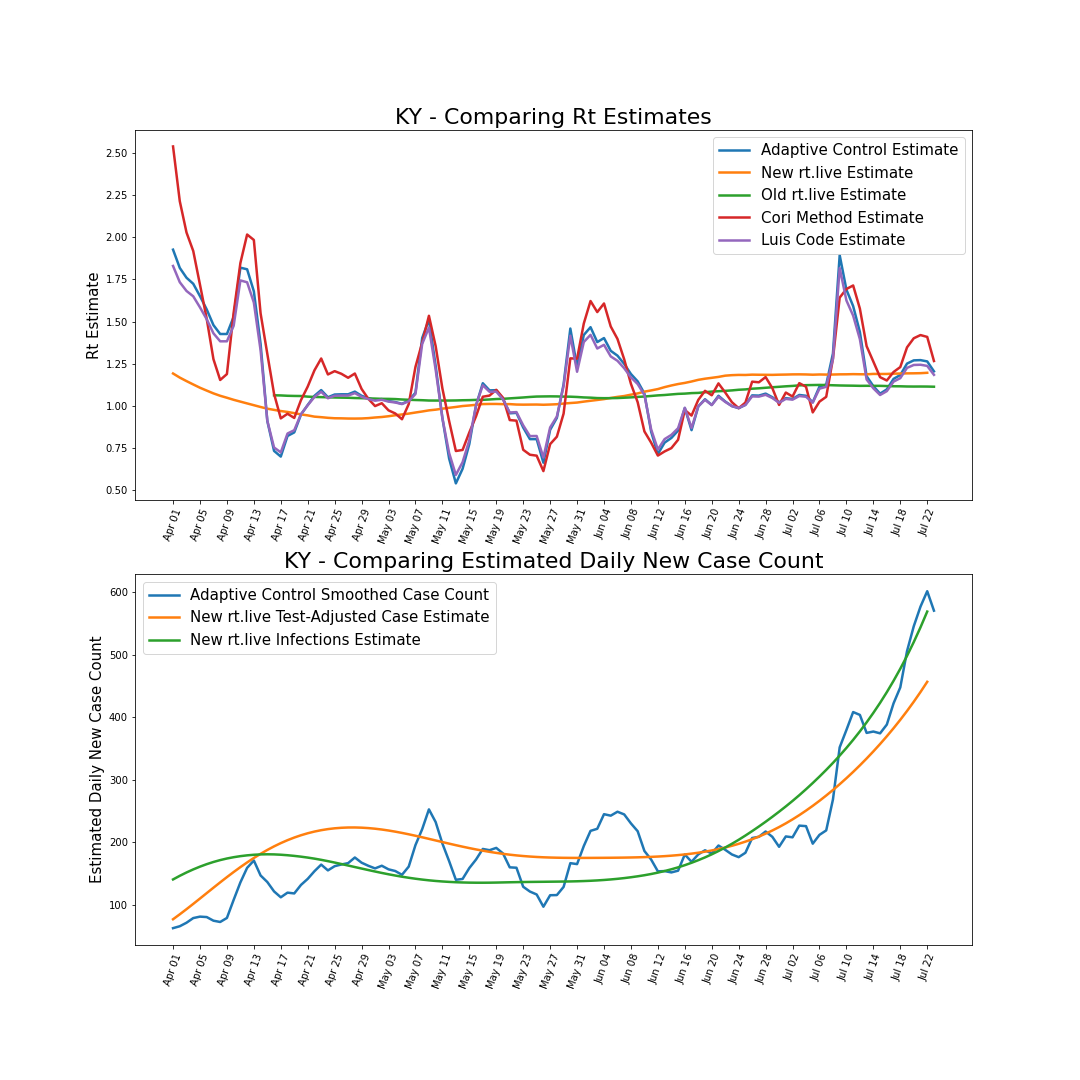 KY - Comparing Rt Estimates
Rt Estimate
2.50
2.25
2.00
1.75
1.50
1.25
1.00
0.75
0.50
Adaptive Control Estimate
New rt.live Estimate
Old rt.live Estimate
Cori Method Estimate
Luis Code Estimate
Apr 01 Apr 05 Apr 09 Apr 13 Apr 17 Apr 21 Apr 25 Apr 29 May 03 May 07 May 11 May 15 May 19 May 23 May 27 May 31 Jun 04 Jun 08 Jun 12 Jun 16 Jun 20 Jun 24 Jun 28 Jul 02 Jul 06 Jul 10 Jul 14 Jul 18 Jul 22
KY - Comparing Estimated Daily New Case Count
Estimated Daily New Case Count
600
500
400
300
200
100
Adaptive Control Smoothed Case Count
New rt.live Test-Adjusted Case Estimate
New rt.live Infections Estimate
Apr 01 Apr 05 Apr 09 Apr 13 Apr 17 Apr 21 Apr 25 Apr 29 May 03 May 07 May 11 May 15 May 19 May 23 May 27 May 31 Jun 04 Jun 08 Jun 12 Jun 16 Jun 20 Jun 24 Jun 28 Jul 02 Jul 06 Jul 10 Jul 14 Jul 18 Jul 22